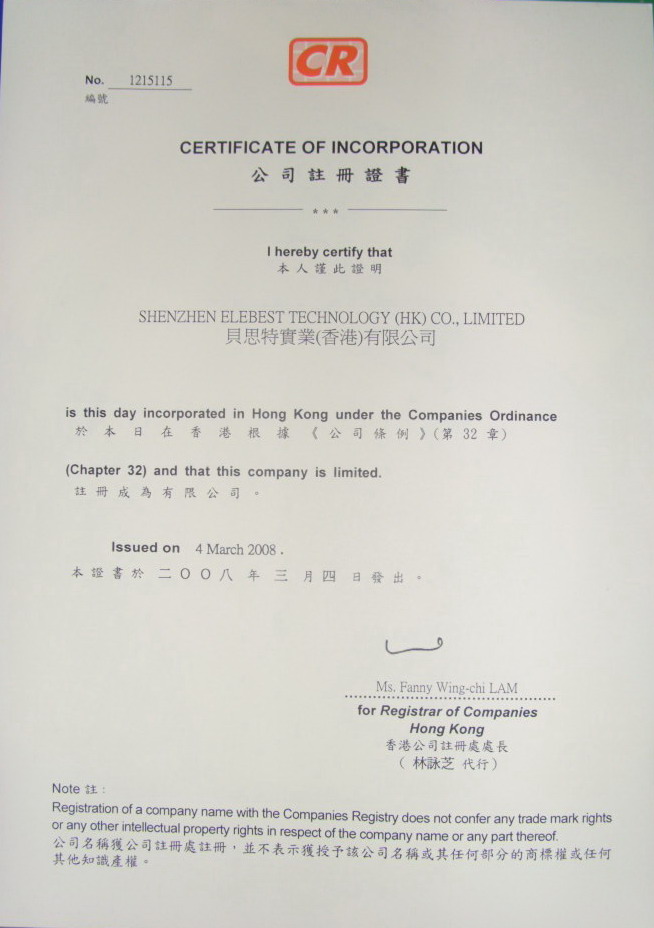 CR
No. 1215115
編號
CERTIFICATE OF INCORPORATION
公司註冊證書
***
I hereby certify that
本人謹此證明
SHENZHEN ELEBEST TECHNOLOGY (HK) CO., LIMITED
貝思特實業(香港)有限公司
is this day incorporated in Hong Kong under the Companies Ordinance
於本日在香港根據《公司條例》(第32章)
(Chapter 32) and that this company is limited.
註冊成為有限公司。
Issued on 4 March 2008.
本證書於二〇〇八年三月四日發出。
Ms. Fanny Wing-chi LAM
for Registrar of Companies
Hong Kong
香港公司註冊處處長
(林詠芝 代行)
Note 註:
Registration of a company name with the Companies Registry does not confer any trade mark rights
or any other intellectual property rights in respect of the company name or any part thereof.
公司名稱獲公司註冊處註冊，並不表示獲授予該公司名稱或其任何部分的商標權或任何
其他知識產權。